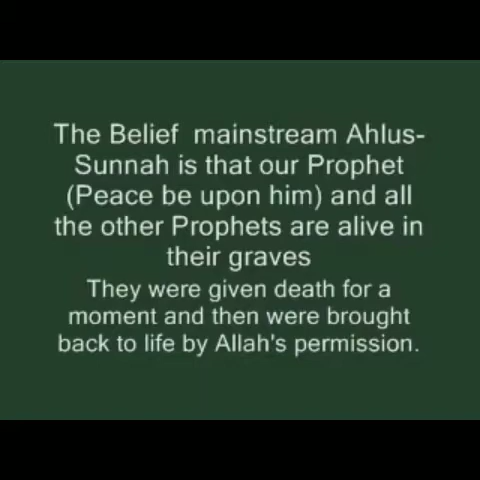 The Belief  mainstream Ahlus-
Sunnah is that our Prophet
(Peace be upon him) and all
the other Prophets are alive in
their graves
They were given death for a
moment and then were brought
back to life by Allah's permission.